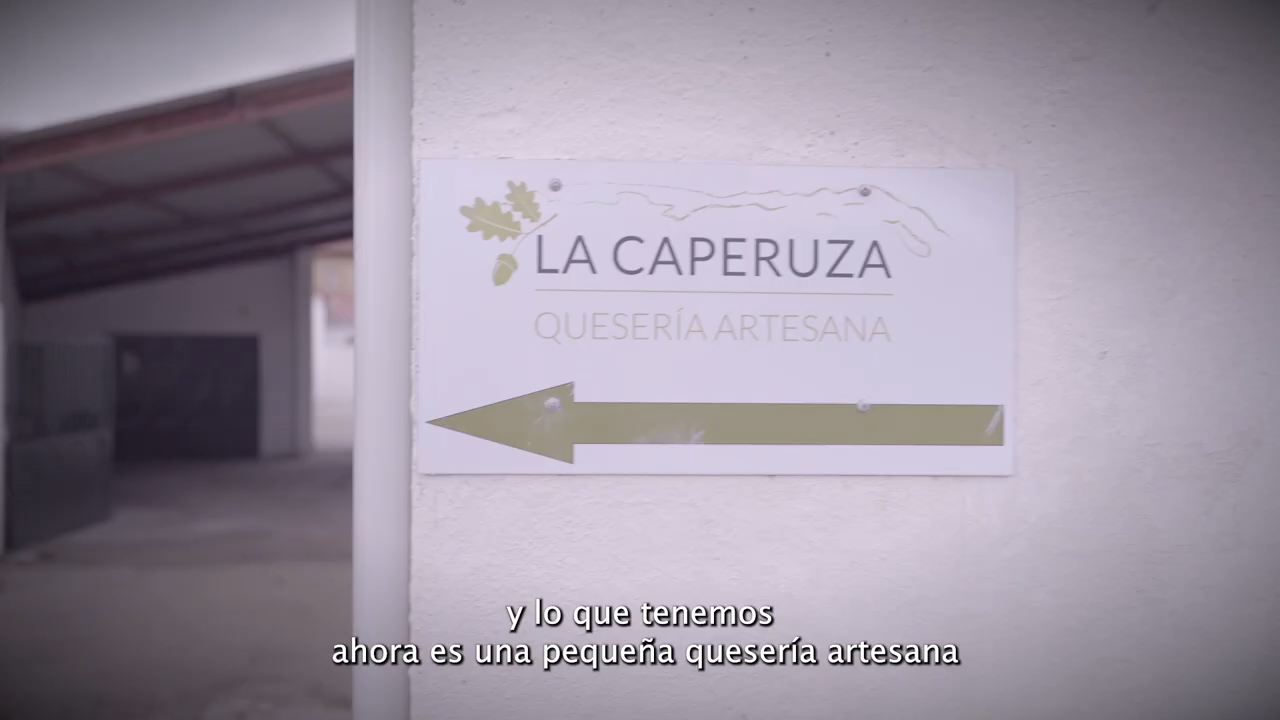 LA CAPERUZA
QUESERÍA ARTESANA
y lo que tenemos
ahora es una pequeña quesería artesana